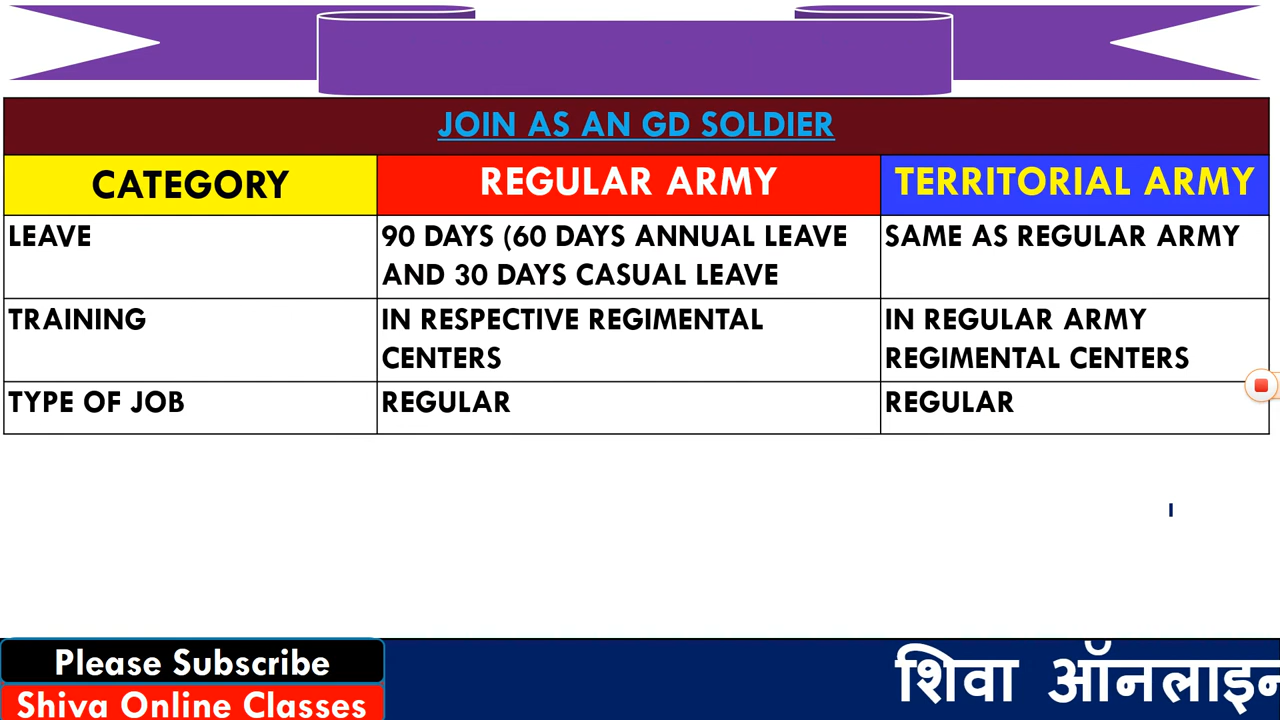 JOIN AS AN GD SOLDIER
CATEGORY
REGULAR ARMY
TERRITORIAL ARMY
LEAVE
90 DAYS (60 DAYS ANNUAL LEAVE
AND 30 DAYS CASUAL LEAVE
SAME AS REGULAR ARMY
TRAINING
IN RESPECTIVE REGIMENTAL
CENTERS
IN REGULAR ARMY
REGIMENTAL CENTERS
TYPE OF JOB
REGULAR
REGULAR
Please Subscribe
Shiva Online Classes
शिवा ऑनलाइन